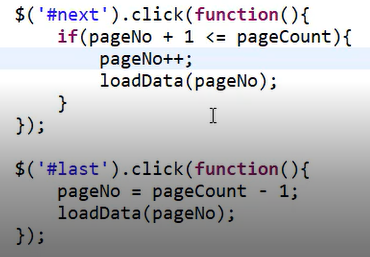 $('#next').click(function(){
    if(pageNo + 1 <= pageCount){
        pageNo++;
        loadData(pageNo);
    }
});

$('#last').click(function(){
    pageNo = pageCount - 1;
    loadData(pageNo);
});